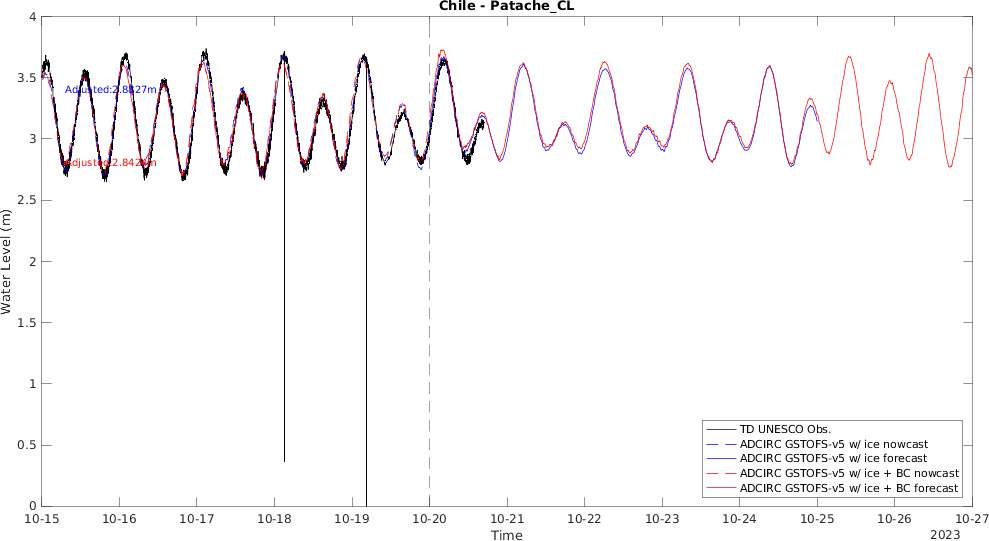 Chile - Patache_CL
4
3.5
3
2.5
2
1.5
1
0.5
0
Water Level (m)
Adjusted:2.8827m
TD UNESCO Obs.
ADCIRC GSTOFS-v5 w/ ice nowcast
ADCIRC GSTOFS-v5 w/ ice forecast
ADCIRC GSTOFS-v5 w/ ice + BC nowcast
ADCIRC GSTOFS-v5 w/ ice + BC forecast
10-15 10-16 10-17 10-18 10-19 10-20 10-21 10-22 10-23 10-24 10-25 10-26 10-27
Time
2023